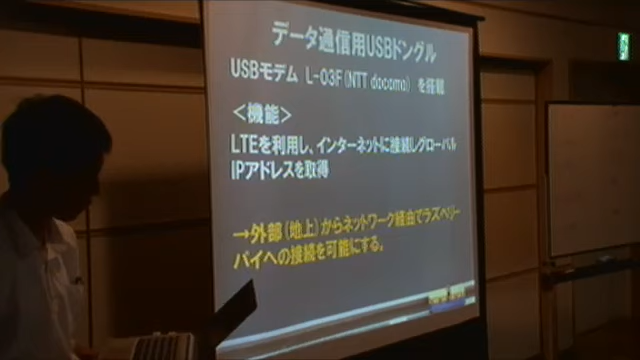 データ通信用USBドングル
USBモデム L-03F(NTT docomo) を搭載
＜機能＞
LTEを利用し、インターネットに接続しグローバル
IPアドレスを取得
→外部(地上)からネットワーク経由でラズベリー
パイへの接続を可能にする。